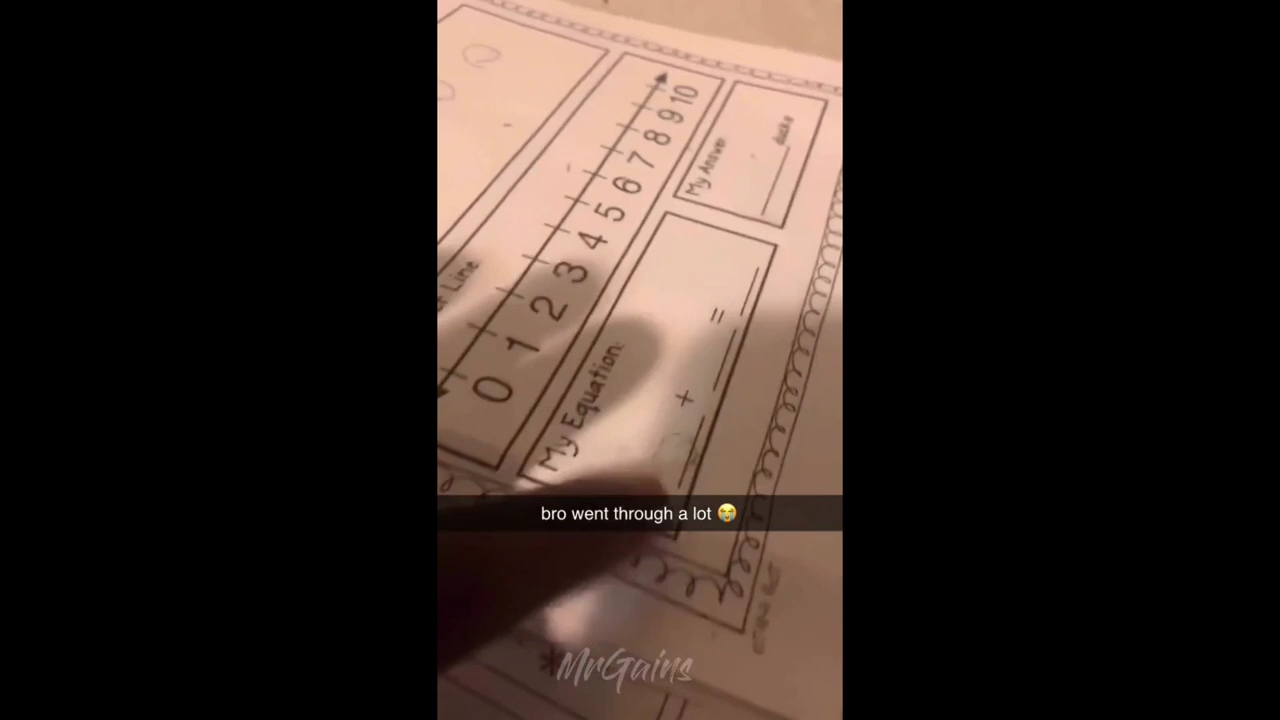 0 1 2 3 4 5 6 7 8 9 10
My Answer
ducks
My Equation:
+ =
bro went through a lot 😭
MrGains